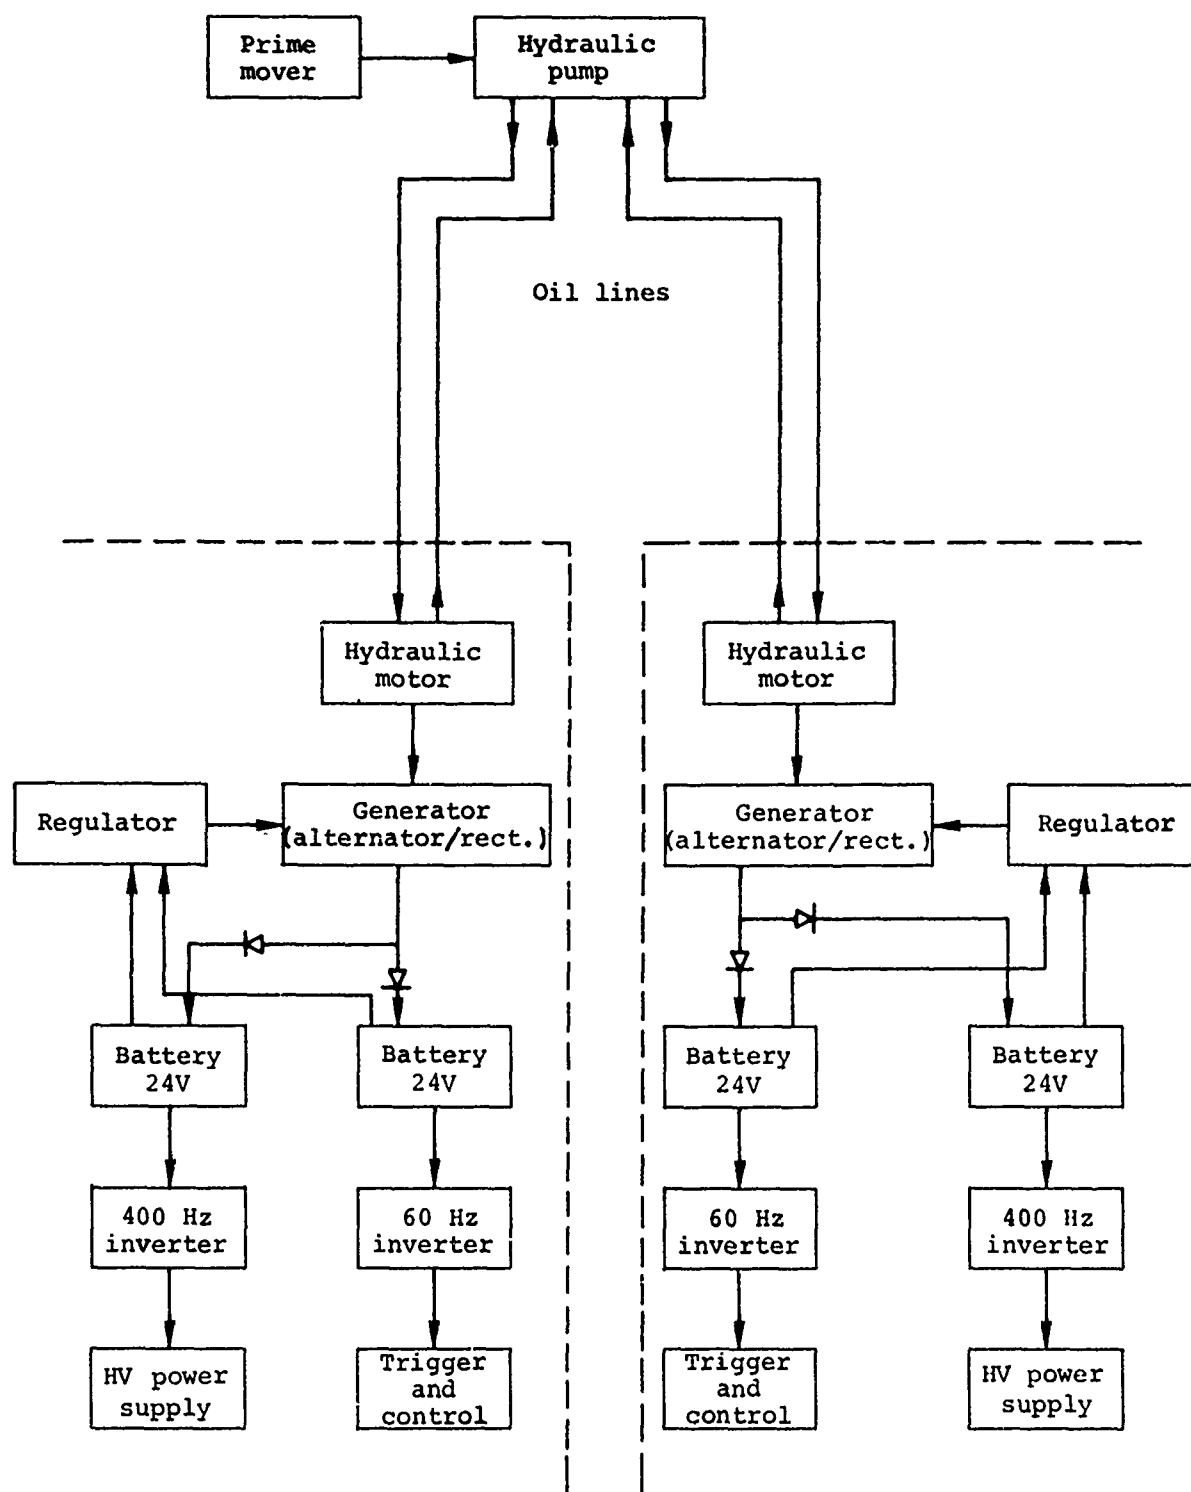 Prime
mover
Hydraulic
pump
Oil lines
Hydraulic
motor
Hydraulic
motor
Regulator
Generator
(alternator/rect.)
Generator
(alternator/rect.)
Regulator
Battery
24V
Battery
24V
Battery
24V
Battery
24V
400 Hz
inverter
60 Hz
inverter
60 Hz
inverter
400 Hz
inverter
HV power
supply
Trigger
and
control
Trigger
and
control
HV power
supply